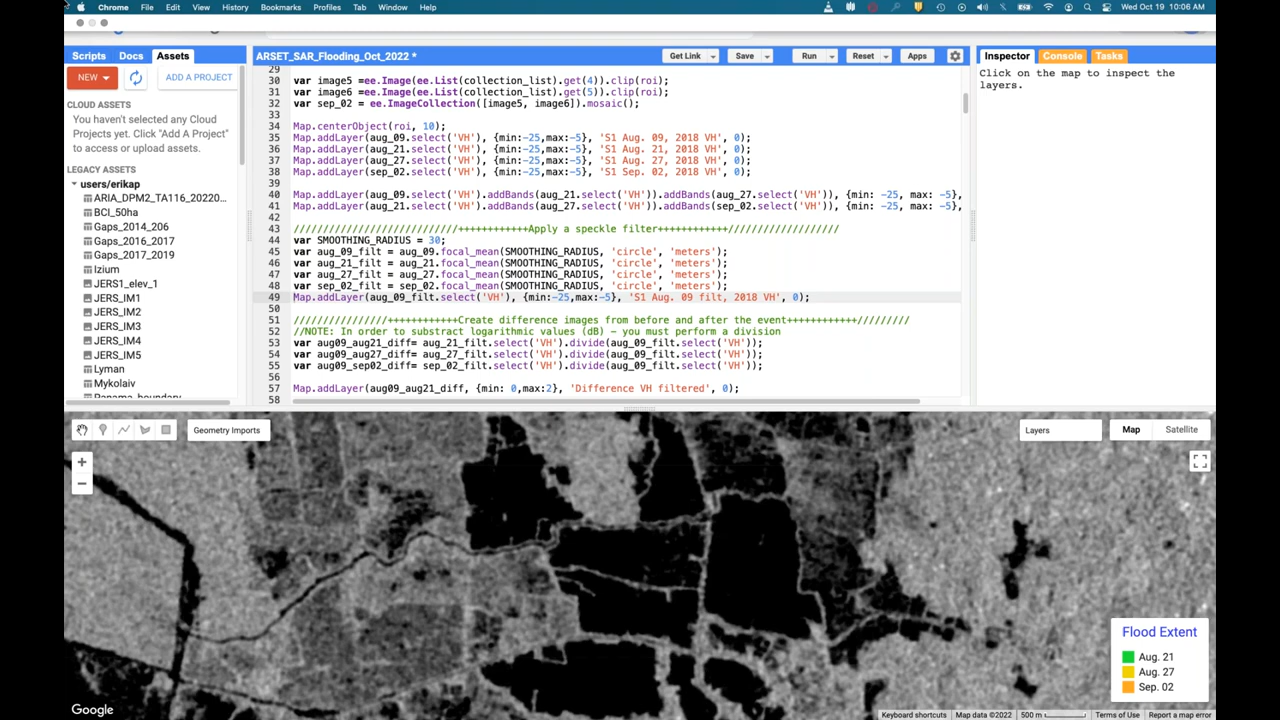 Chrome File Edit View History Bookmarks Profiles Tab Window Help Wed Oct 19 10:06 AM
Scripts Docs Assets
NEW ADD A PROJECT
CLOUD ASSETS
You haven't selected any Cloud
Projects yet. Click "Add A Project"
to access or upload assets.
LEGACY ASSETS
users/erikap
ARIA_DPM2_TA116_20220...
BCI_50ha
Gaps_2014_206
Gaps_2016_2017
Gaps_2017_2019
Izium
JERS1_elev_1
JERS_IM1
JERS_IM2
JERS_IM3
JERS_IM4
JERS_IM5
Lyman
Mykolaiv
Panama_boundary
ARSET_SAR_Flooding_Oct_2022 *
Get Link Save Run Reset Apps
29
30 var image5 =ee.Image(ee.List(collection_list).get(4)).clip(roi);
31 var image6 =ee.Image(ee.List(collection_list).get(5)).clip(roi);
32 var sep_02 = ee.ImageCollection([image5, image6]).mosaic();
33
34 Map.centerObject(roi, 10);
35 Map.addLayer(aug_09.select('VH'), {min:-25,max:-5}, 'S1 Aug. 09, 2018 VH', 0);
36 Map.addLayer(aug_21.select('VH'), {min:-25,max:-5}, 'S1 Aug. 21, 2018 VH', 0);
37 Map.addLayer(aug_27.select('VH'), {min:-25,max:-5}, 'S1 Aug. 27, 2018 VH', 0);
38 Map.addLayer(sep_02.select('VH'), {min:-25,max:-5}, 'S1 Sep. 02, 2018 VH', 0);
39
40 Map.addLayer(aug_09.select('VH').addBands(aug_21.select('VH')).addBands(aug_27.select('VH')), {min: -25, max: -5},
41 Map.addLayer(aug_21.select('VH').addBands(aug_27.select('VH')).addBands(sep_02.select('VH')), {min: -25, max: -5},
42
43 ///////////////////////////++++++++++++Apply a speckle filter++++++++++++////////////////////
44 var SMOOTHING_RADIUS = 30;
45 var aug_09_filt = aug_09.focal_mean(SMOOTHING_RADIUS, 'circle', 'meters');
46 var aug_21_filt = aug_21.focal_mean(SMOOTHING_RADIUS, 'circle', 'meters');
47 var aug_27_filt = aug_27.focal_mean(SMOOTHING_RADIUS, 'circle', 'meters');
48 var sep_02_filt = sep_02.focal_mean(SMOOTHING_RADIUS, 'circle', 'meters');
49 Map.addLayer(aug_09_filt.select('VH'), {min:-25,max:-5}, 'S1 Aug. 09 filt, 2018 VH', 0);
50
51 ////////////////++++++++++++Create difference images from before and after the event++++++++++++/////////
52 //NOTE: In order to substract logarithmic values (dB) - you must perform a division
53 var aug09_aug21_diff= aug_21_filt.select('VH').divide(aug_09_filt.select('VH'));
54 var aug09_aug27_diff= aug_27_filt.select('VH').divide(aug_09_filt.select('VH'));
55 var aug09_sep02_diff= sep_02_filt.select('VH').divide(aug_09_filt.select('VH'));
56
57 Map.addLayer(aug09_aug21_diff, {min: 0,max:2}, 'Difference VH filtered', 0);
58
Inspector Console Tasks
Click on the map to inspect the
layers.
Geometry Imports
Layers Map Satellite
+
−
Flood Extent
Aug. 21
Aug. 27
Sep. 02
Google
Keyboard shortcuts Map data ©2022 500 m Terms of Use Report a map error